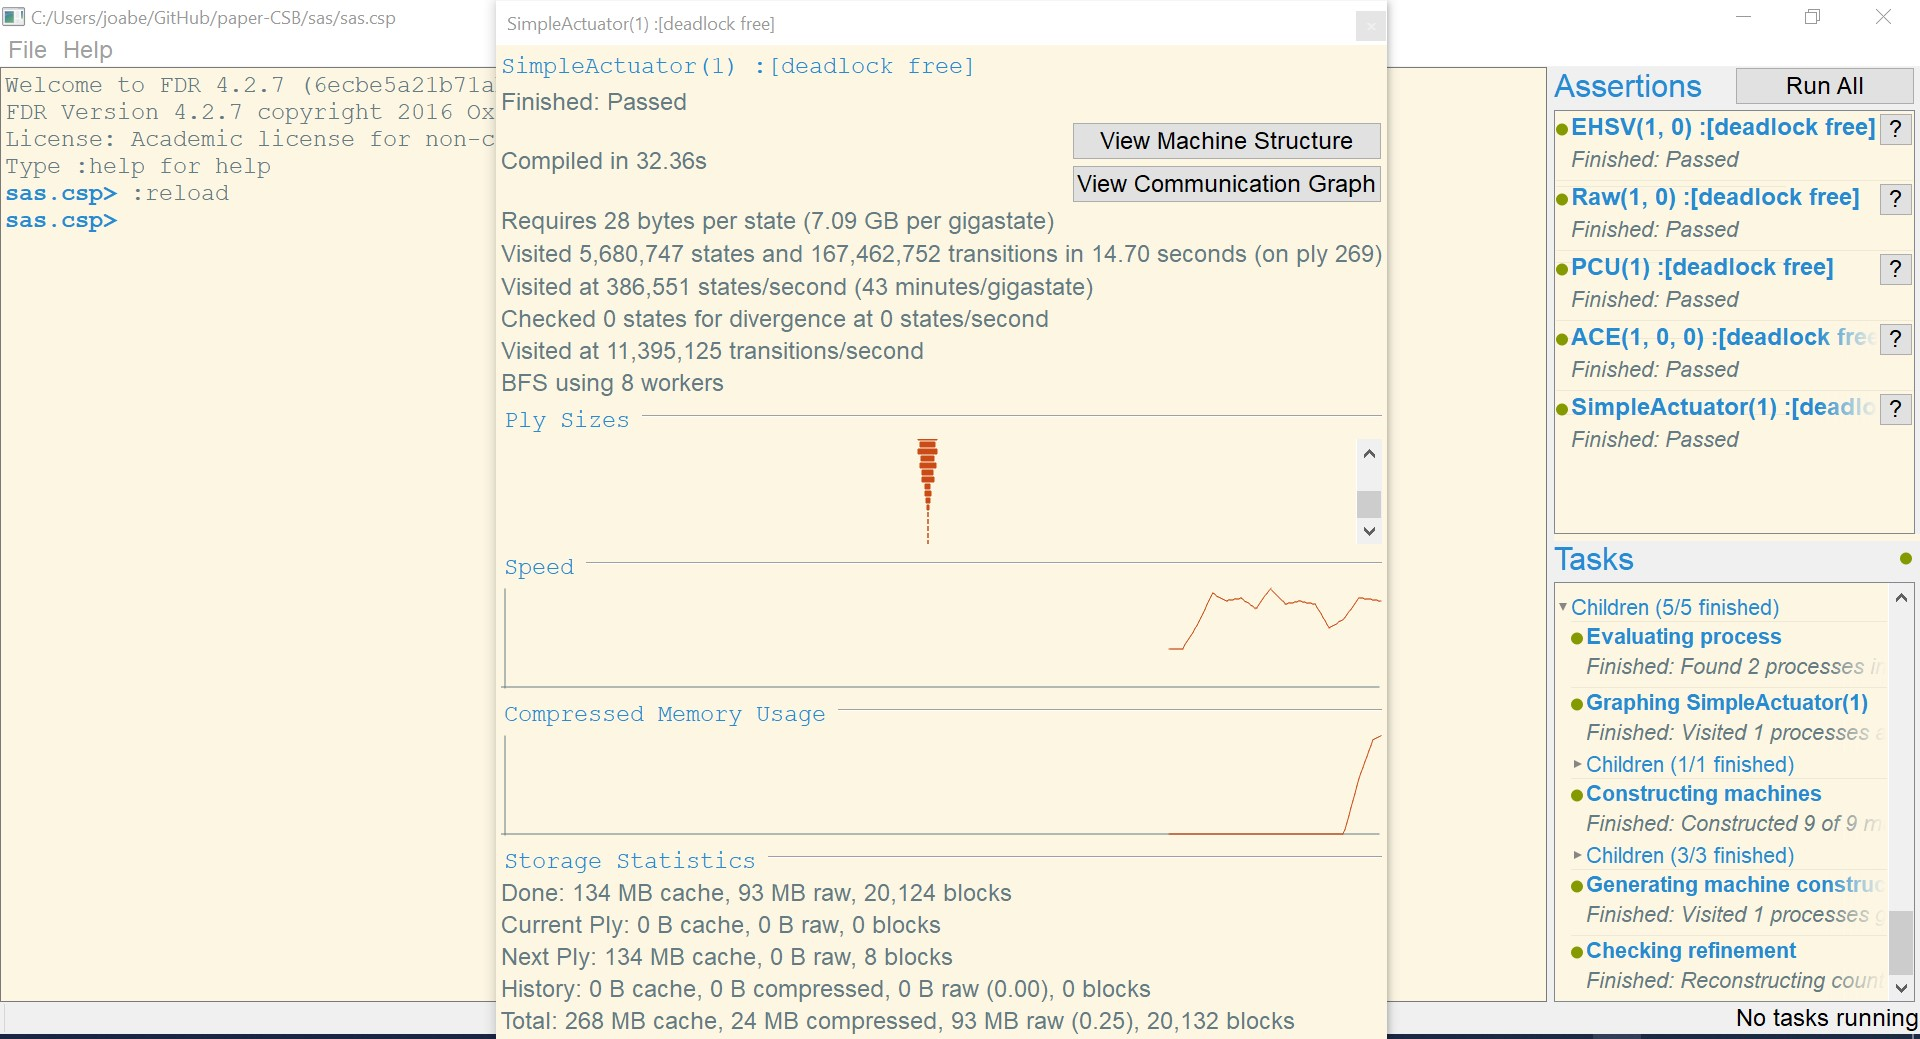 C:/Users/joabe/GitHub/paper-CSB/sas/sas.csp
File Help
Welcome to FDR 4.2.7 (6ecbe5a21b71a
FDR Version 4.2.7 copyright 2016 Ox
License: Academic license for non-c
Type :help for help
sas.csp> :reload
sas.csp>
SimpleActuator(1) :[deadlock free]
SimpleActuator(1) :[deadlock free]
Finished: Passed
View Machine Structure
Compiled in 32.36s
View Communication Graph
Requires 28 bytes per state (7.09 GB per gigastate)
Visited 5,680,747 states and 167,462,752 transitions in 14.70 seconds (on ply 269)
Visited at 386,551 states/second (43 minutes/gigastate)
Checked 0 states for divergence at 0 states/second
Visited at 11,395,125 transitions/second
BFS using 8 workers
Ply Sizes
Speed
Compressed Memory Usage
Storage Statistics
Done: 134 MB cache, 93 MB raw, 20,124 blocks
Current Ply: 0 B cache, 0 B raw, 0 blocks
Next Ply: 134 MB cache, 0 B raw, 8 blocks
History: 0 B cache, 0 B compressed, 0 B raw (0.00), 0 blocks
Total: 268 MB cache, 24 MB compressed, 93 MB raw (0.25), 20,132 blocks
Assertions
Run All
EHSV(1, 0) :[deadlock free] ?
Finished: Passed
Raw(1, 0) :[deadlock free] ?
Finished: Passed
PCU(1) :[deadlock free] ?
Finished: Passed
ACE(1, 0, 0) :[deadlock free ?
Finished: Passed
SimpleActuator(1) :[deadlo ?
Finished: Passed
Tasks
Children (5/5 finished)
Evaluating process
Finished: Found 2 processes in
Graphing SimpleActuator(1)
Finished: Visited 1 processes a
Children (1/1 finished)
Constructing machines
Finished: Constructed 9 of 9 m
Children (3/3 finished)
Generating machine construc
Finished: Visited 1 processes g
Checking refinement
Finished: Reconstructing count
No tasks running